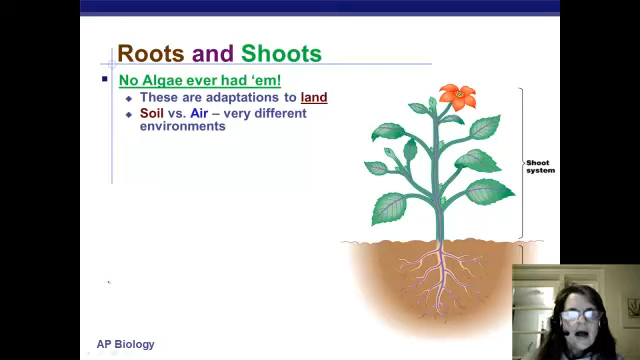 Roots and Shoots
No Algae ever had ‘em!
These are adaptations to land
Soil vs. Air – very different
environments
Shoot
system
AP Biology